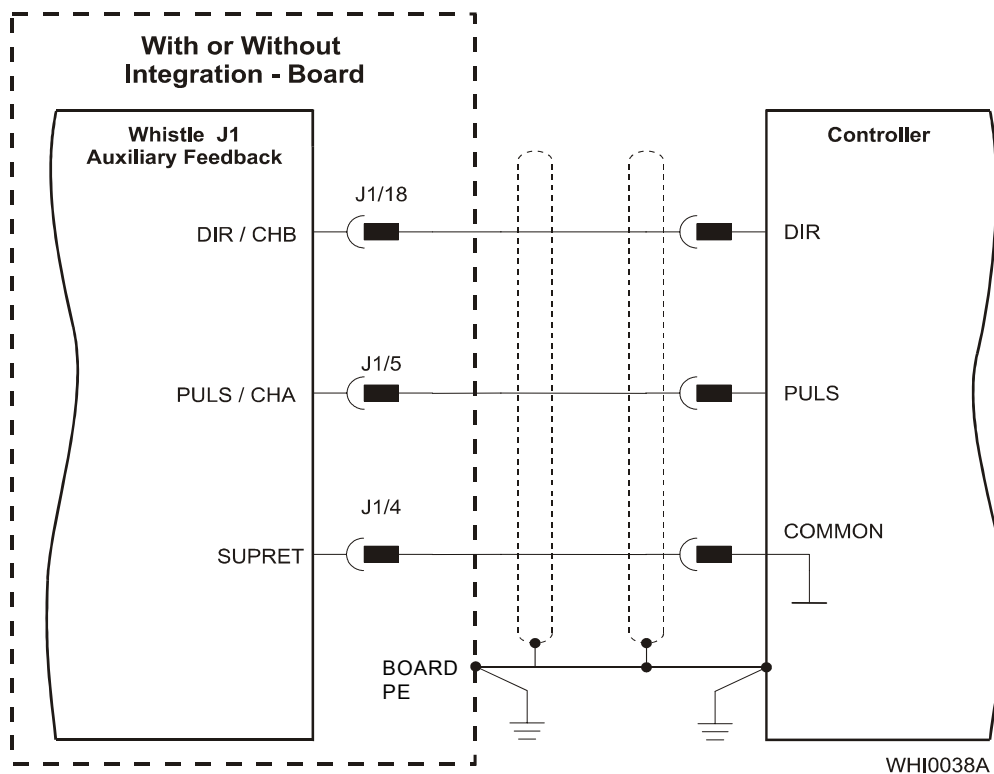 With or Without
Integration - Board
Whistle J1
Auxiliary Feedback
Controller
J1/18
DIR / CHB
DIR
J1/5
PULS / CHA
PULS
J1/4
SUPRET
COMMON
BOARD
PE
WHI0038A